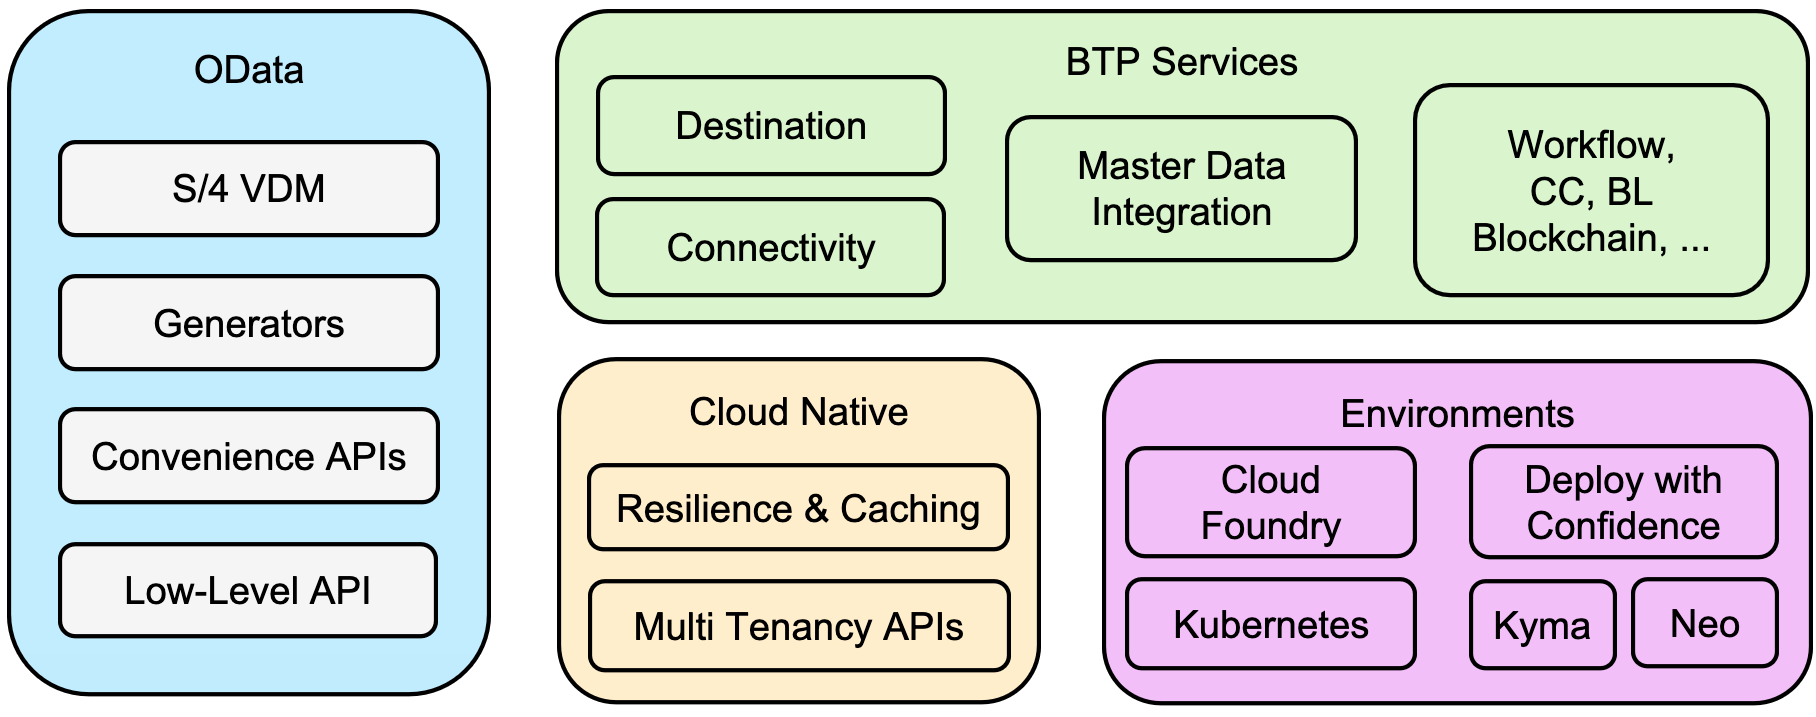 OData
S/4 VDM
Generators
Convenience APIs
Low-Level API
BTP Services
Destination
Connectivity
Master Data
Integration
Workflow,
CC, BL
Blockchain, ...
Cloud Native
Resilience & Caching
Multi Tenancy APIs
Environments
Cloud
Foundry
Deploy with
Confidence
Kubernetes
Kyma
Neo